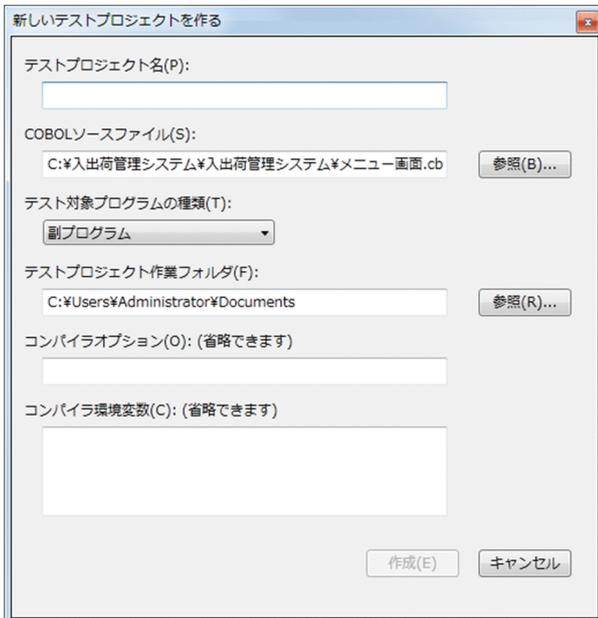 新しいテストプロジェクトを作る
テストプロジェクト名(P):
COBOLソースファイル(S):
C:¥入出荷管理システム¥入出荷管理システム¥メニュー画面.cb
参照(B)...
テスト対象プログラムの種類(T):
副プログラム
テストプロジェクト作業フォルダ(F):
C:¥Users¥Administrator¥Documents
参照(R)...
コンパイラオプション(O): (省略できます)
コンパイラ環境変数(C): (省略できます)
作成(E)
キャンセル